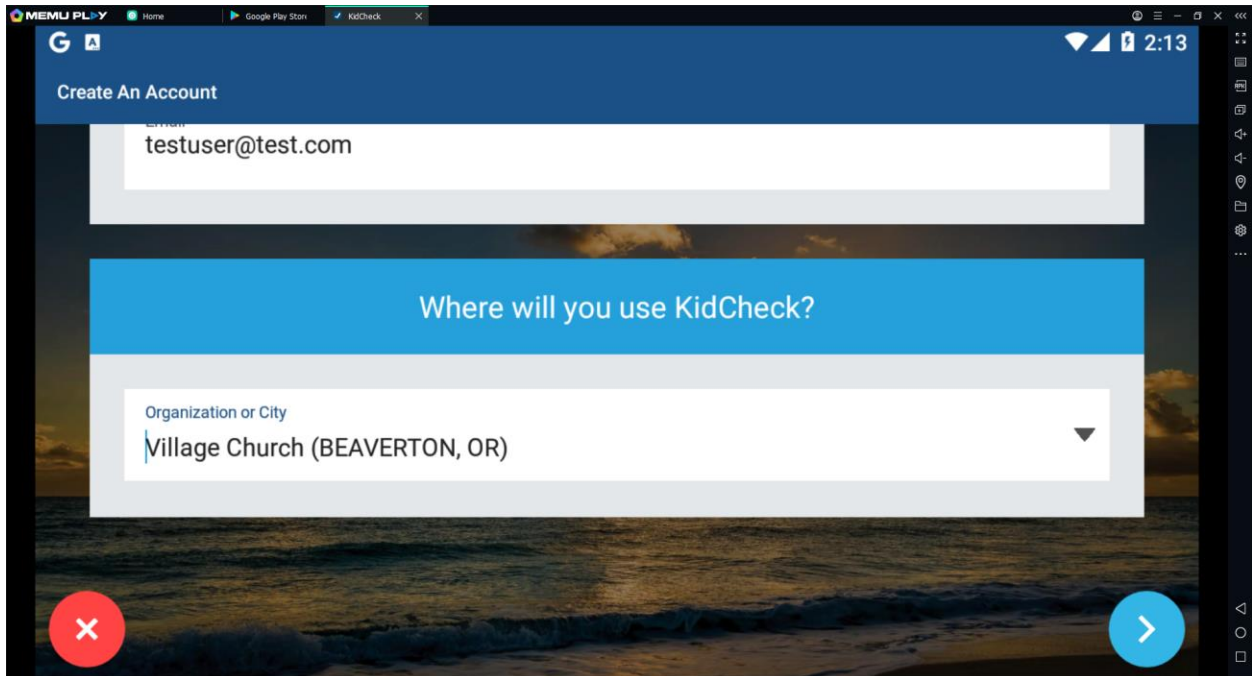 MEMU PLAY Home Google Play Store KidCheck
G A 2:13
Create An Account
Email
testuser@test.com
Where will you use KidCheck?
Organization or City
Village Church (BEAVERTON, OR)